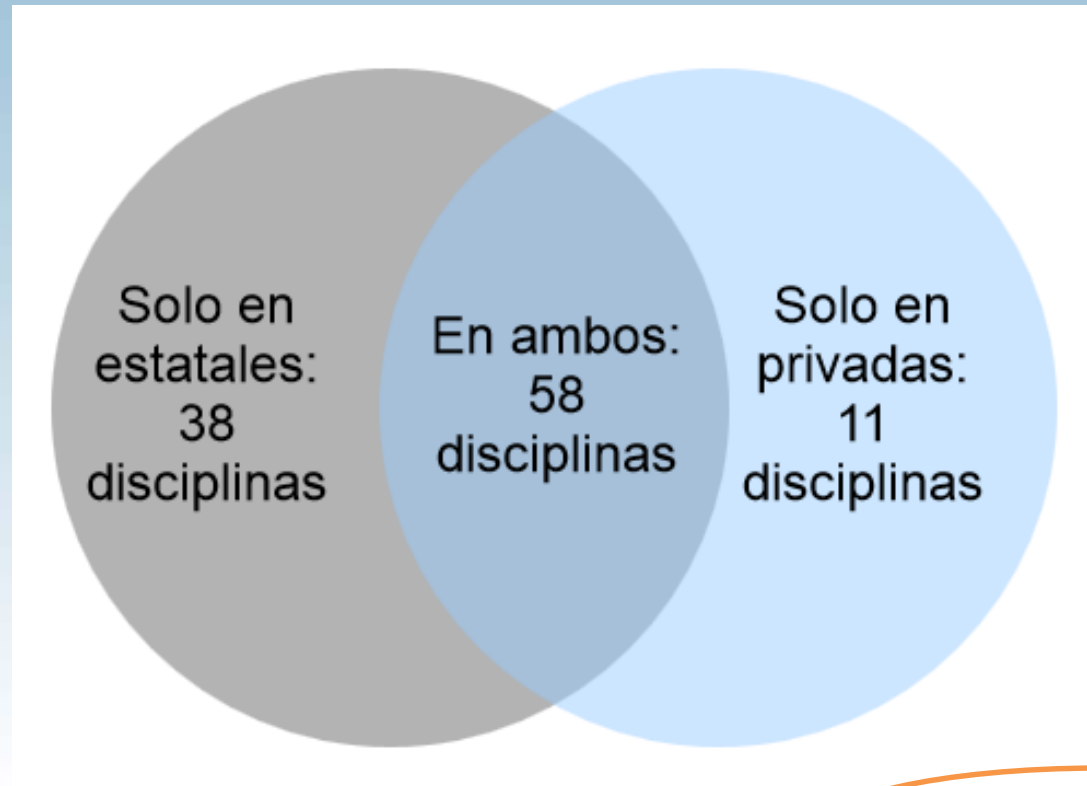 Solo en
estatales:
38
disciplinas
En ambos:
58
disciplinas
Solo en
privadas:
11
disciplinas